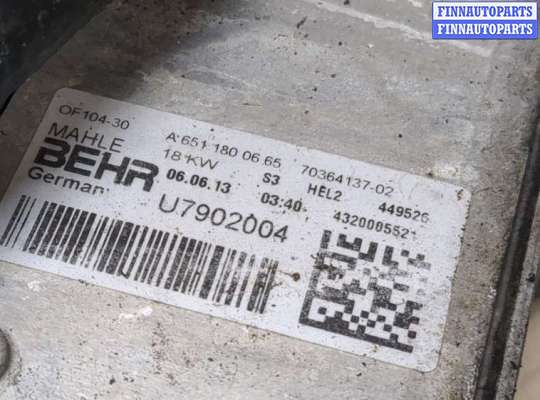 FINNAUTOPARTS
FINNAUTOPARTS
OF104-30 A 651 180 06.65 70364137-02
MAHLE 18 KW S3 HEL2 449526
BEHR 06.06.13 03:40 4320005521
German
U7902004